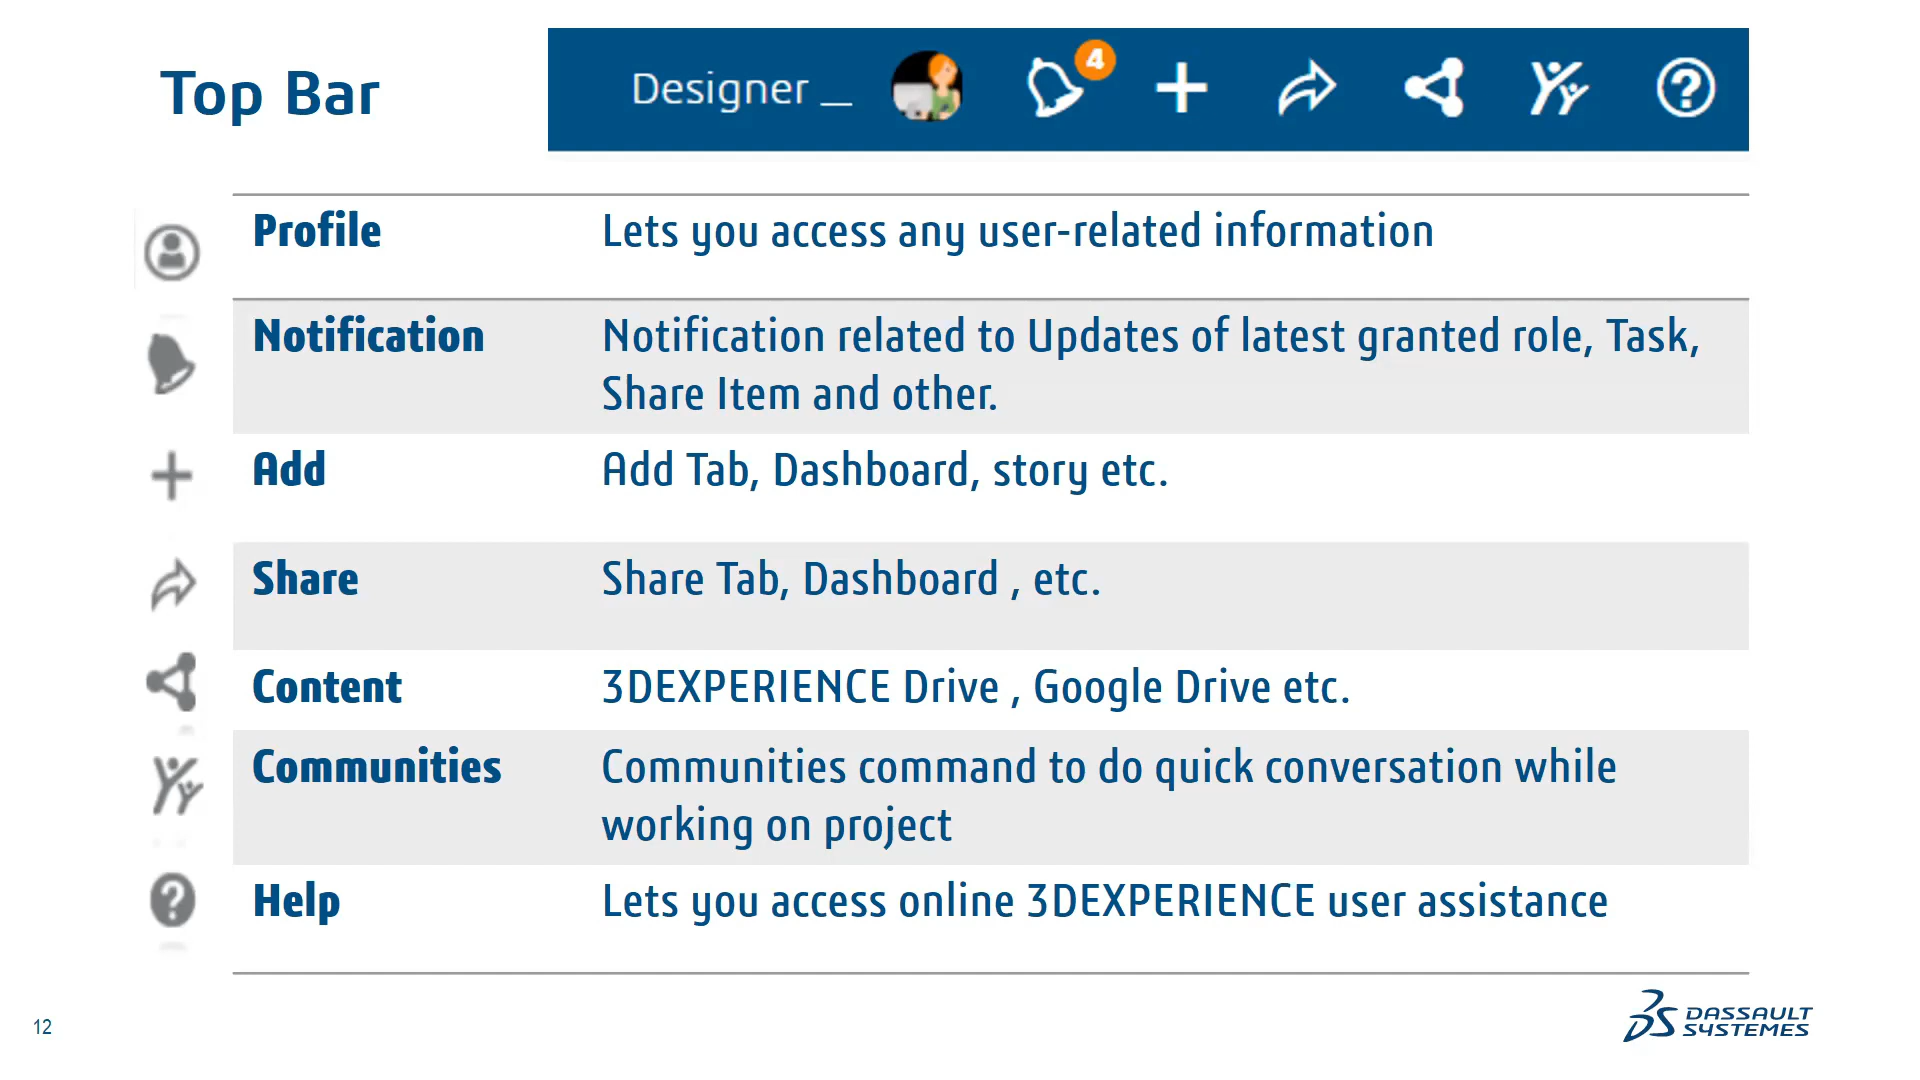 Top Bar
Designer _
4
Profile
Lets you access any user-related information
Notification
Notification related to Updates of latest granted role, Task,
Share Item and other.
Add
Add Tab, Dashboard, story etc.
Share
Share Tab, Dashboard , etc.
Content
3DEXPERIENCE Drive , Google Drive etc.
Communities
Communities command to do quick conversation while
working on project
Help
Lets you access online 3DEXPERIENCE user assistance
12
DASSAULT
SYSTEMES